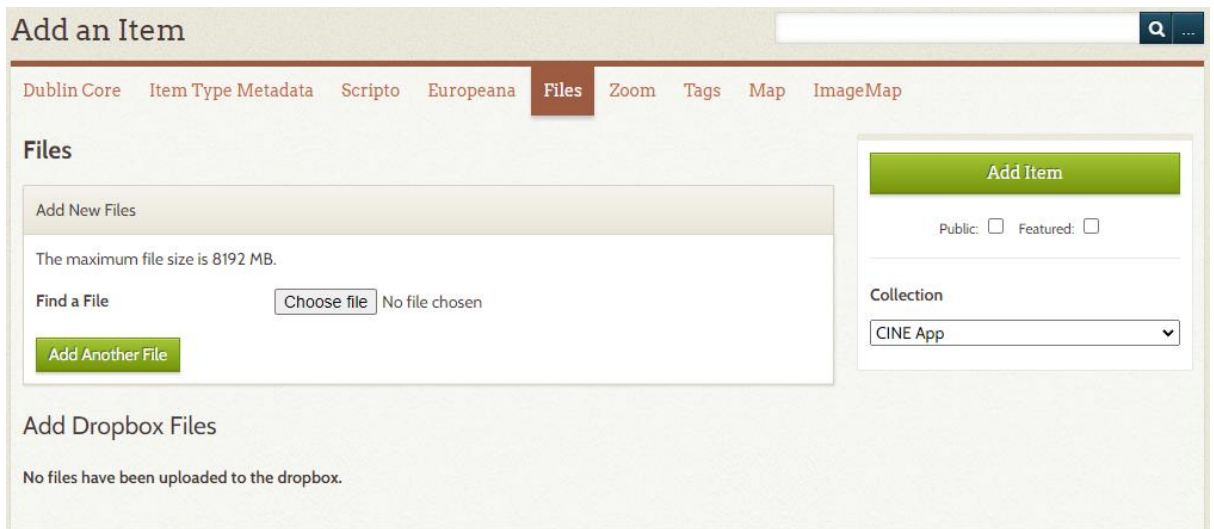 Add an Item
...
Dublin Core Item Type Metadata Scripto Europeana Files Zoom Tags Map ImageMap
Files
Add New Files
The maximum file size is 8192 MB.
Find a File Choose file No file chosen
Add Another File
Add Dropbox Files
No files have been uploaded to the dropbox.
Add Item
Public: Featured:
Collection
CINE App